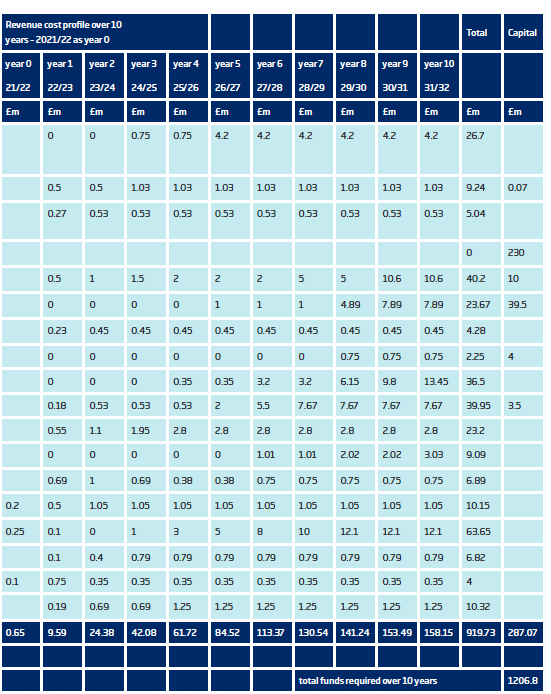 Revenue cost profile over 10 Total Capital
years – 2021/22 as year 0
year 0 year 1 year 2 year 3 year 4 year 5 year 6 year7 year 8 year 9 year 10
21/22 22/23 23/24 24/25 25/26 26/27 27/28 28/29 29/30 30/31 31/32
£m £m £m £m £m £m £m £m £m £m £m £m £m
0 0 0.75 0.75 4.2 4.2 4.2 4.2 4.2 4.2 26.7
0.5 0.5 1.03 1.03 1.03 1.03 1.03 1.03 1.03 1.03 9.24 0.07
0.27 0.53 0.53 0.53 0.53 0.53 0.53 0.53 0.53 0.53 5.04
0 230
0.5 1 1.5 2 2 2 5 5 10.6 10.6 40.2 10
0 0 0 0 1 1 1 4.89 7.89 7.89 23.67 39.5
0.23 0.45 0.45 0.45 0.45 0.45 0.45 0.45 0.45 0.45 4.28
0 0 0 0 0 0 0 0.75 0.75 0.75 2.25 4
0 0 0 0.35 0.35 3.2 3.2 6.15 9.8 13.45 36.5
0.18 0.53 0.53 0.53 2 5.5 7.67 7.67 7.67 7.67 39.95 3.5
0.55 1.1 1.95 2.8 2.8 2.8 2.8 2.8 2.8 2.8 23.2
0 0 0 0 0 1.01 1.01 2.02 2.02 3.03 9.09
0.69 1 0.69 0.38 0.38 0.75 0.75 0.75 0.75 0.75 6.89
0.2 0.5 1.05 1.05 1.05 1.05 1.05 1.05 1.05 1.05 1.05 10.15
0.25 0.1 0 1 3 5 8 10 12.1 12.1 12.1 63.65
0.1 0.4 0.79 0.79 0.79 0.79 0.79 0.79 0.79 0.79 6.82
0.1 0.75 0.35 0.35 0.35 0.35 0.35 0.35 0.35 0.35 0.35 4
0.19 0.69 0.69 1.25 1.25 1.25 1.25 1.25 1.25 1.25 10.32
0.65 9.59 24.38 42.08 61.72 84.52 113.37 130.54 141.24 153.49 158.15 919.73 287.07
total funds required over 10 years 1206.8